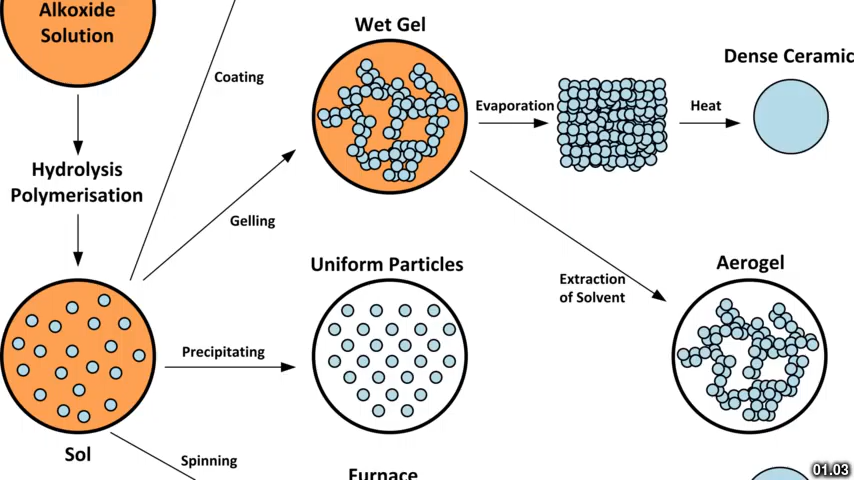 Alkoxide
Solution
Wet Gel
Dense Ceramic
Coating
Evaporation
Heat
Hydrolysis
Polymerisation
Gelling
Uniform Particles
Aerogel
Extraction
of Solvent
Precipitating
Sol
Spinning
Furnace
01.03